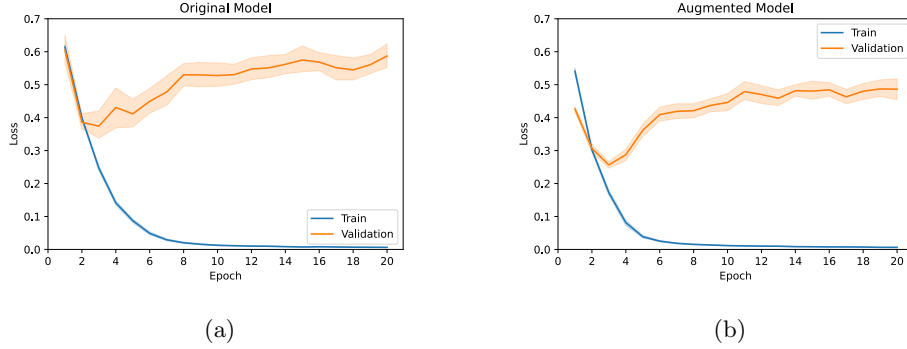 Original Model
0.7
0.6
0.5
0.4
0.3
0.2
0.1
0.0
Loss
0 2 4 6 8 10 12 14 16 18 20
Epoch
Train
Validation
(a)
Augmented Model
0.7
0.6
0.5
0.4
0.3
0.2
0.1
0.0
Loss
0 2 4 6 8 10 12 14 16 18 20
Epoch
Train
Validation
(b)